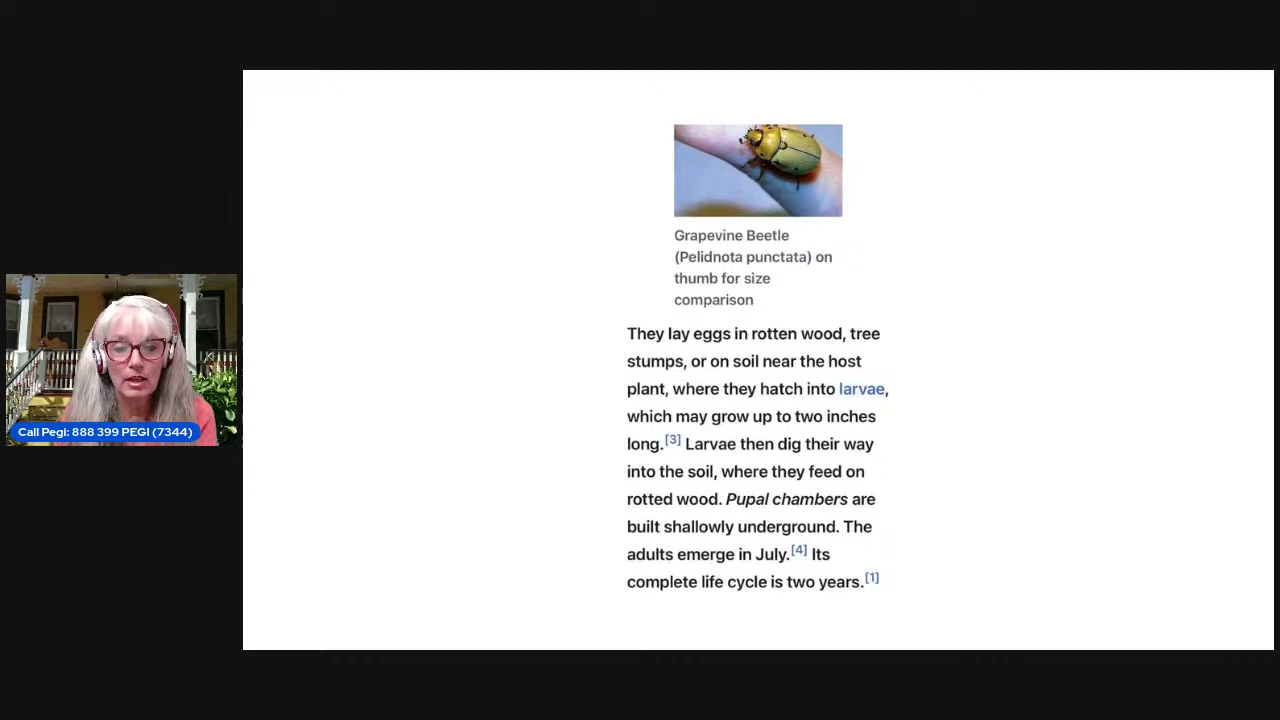 Grapevine Beetle
(Pelidnota punctata) on
thumb for size
comparison
They lay eggs in rotten wood, tree
stumps, or on soil near the host
plant, where they hatch into larvae,
which may grow up to two inches
long.[3] Larvae then dig their way
into the soil, where they feed on
rotted wood. Pupal chambers are
built shallowly underground. The
adults emerge in July.[4] Its
complete life cycle is two years.[1]
Call Pegi: 888 399 PEGI (7344)